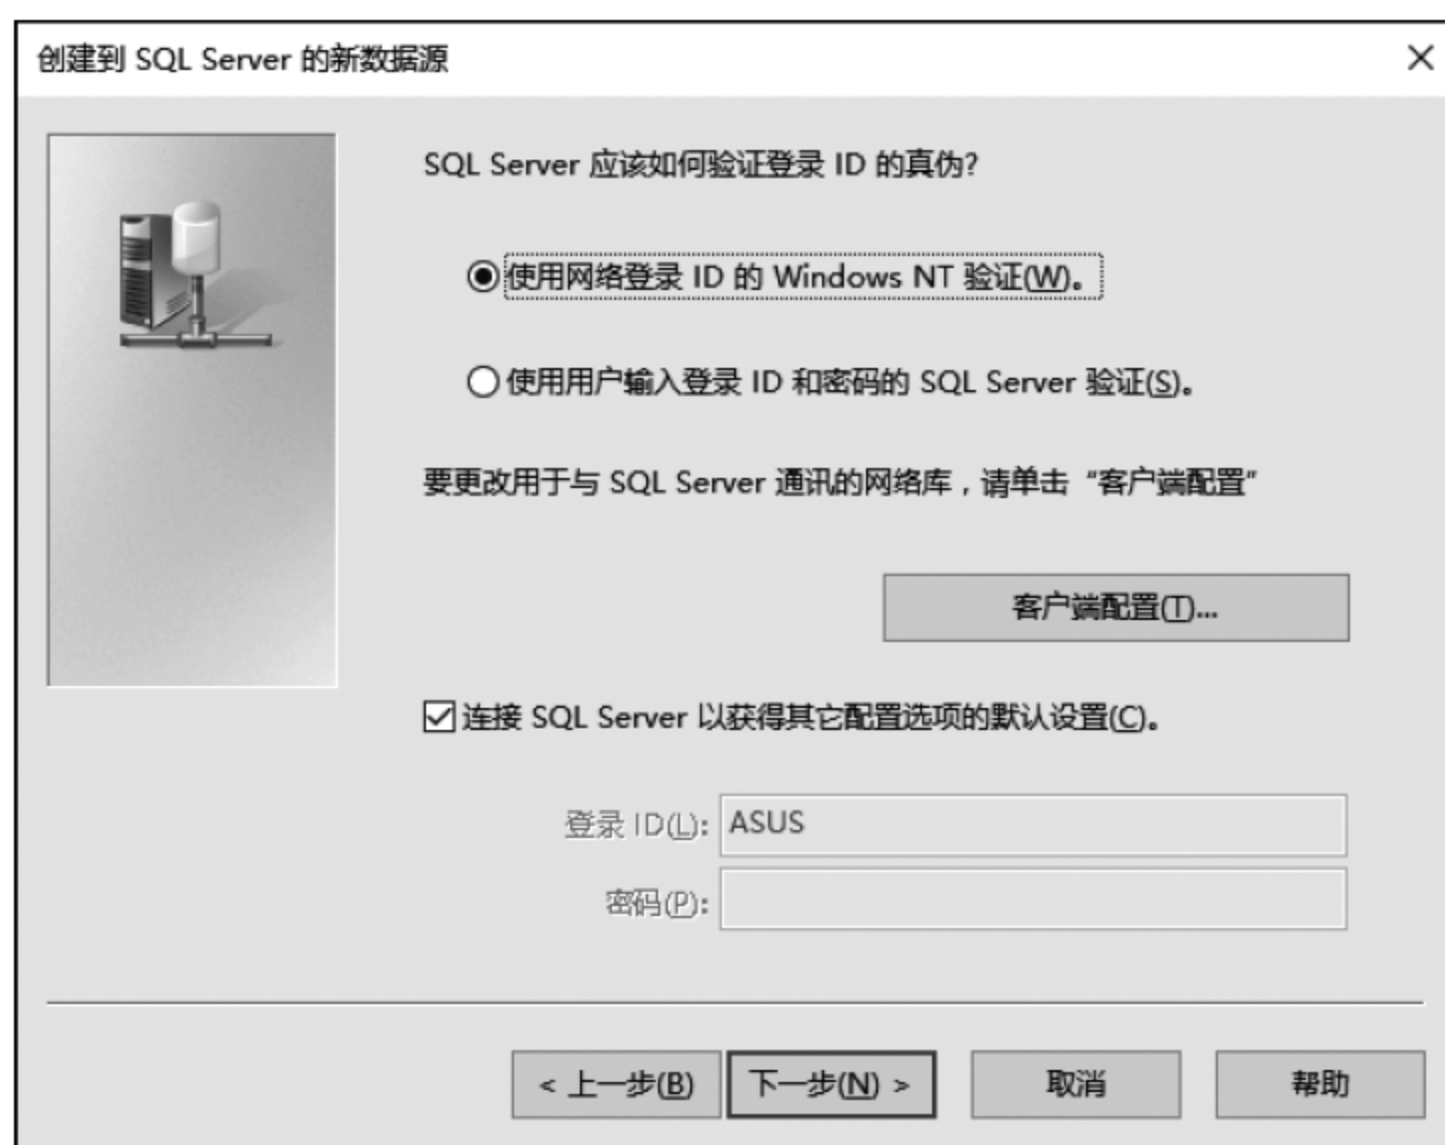 创建到 SQL Server 的新数据源
SQL Server 应该如何验证登录 ID 的真伪?
使用网络登录 ID 的 Windows NT 验证(W)。
使用用户输入登录 ID 和密码的 SQL Server 验证(S)。
要更改用于与 SQL Server 通讯的网络库，请单击“客户端配置”
客户端配置(T)...
连接 SQL Server 以获得其它配置选项的默认设置(C)。
登录 ID(L): ASUS
密码(P):
< 上一步(B) 下一步(N) > 取消 帮助